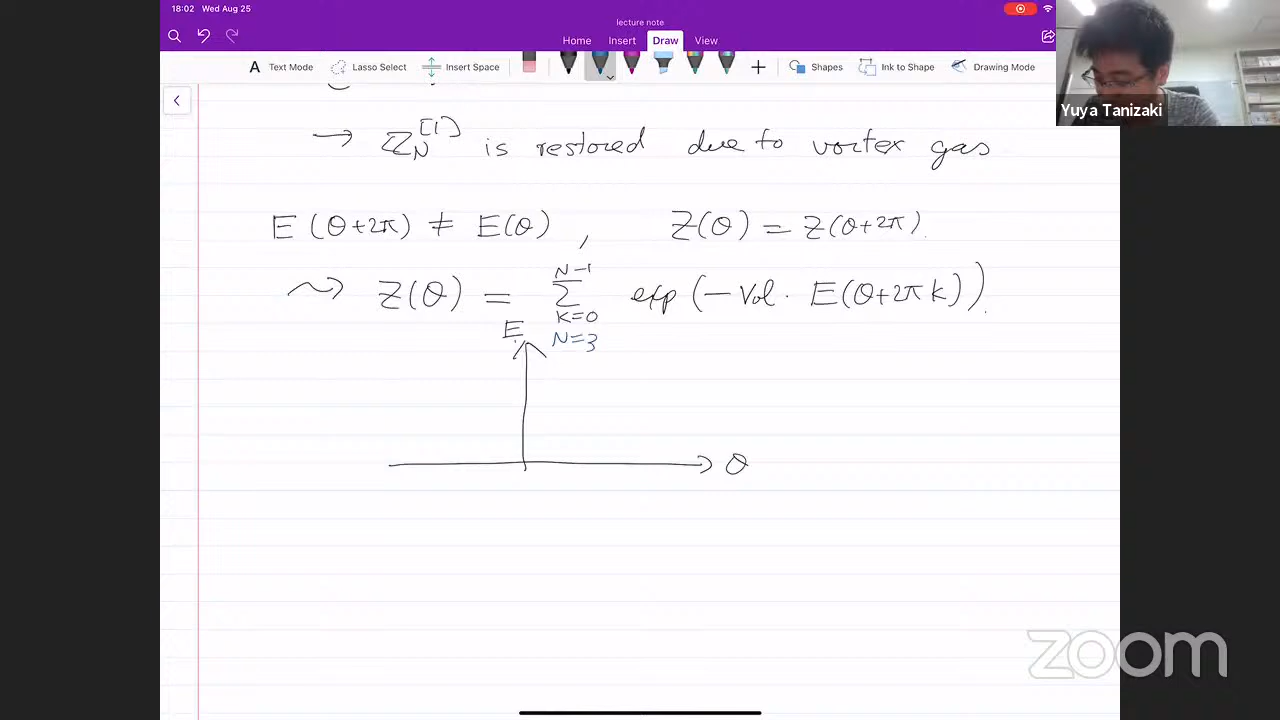 18:02 Wed Aug 25
lecture note
Home Insert Draw View
Text Mode Lasso Select Insert Space Shapes Ink to Shape Drawing Mode
Yuya Tanizaki
→ ℤ_N^[1] is restored due to vortex gas
E(θ+2π) ≠ E(θ), Z(θ) = Z(θ+2π).
⇝ Z(θ) = Σ_{k=0}^{N-1} exp(-Vol. E(θ+2πk)).
E N=3
θ
zoom